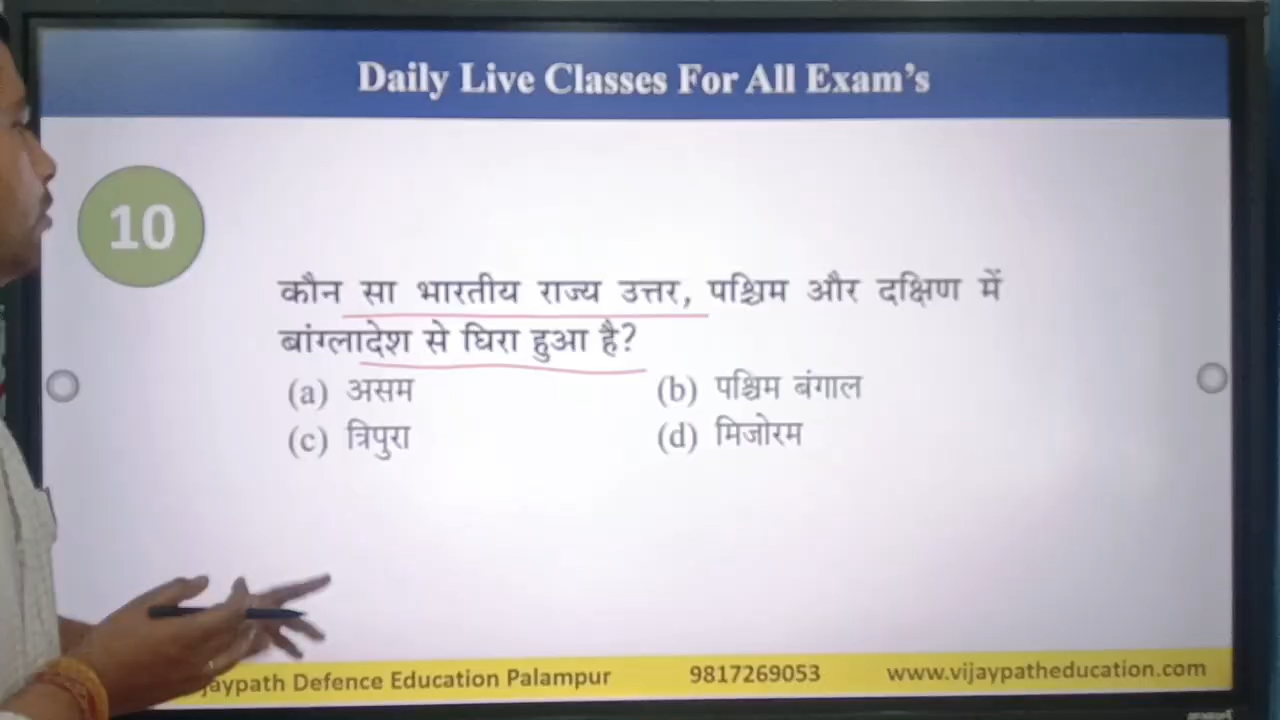 Daily Live Classes For All Exam's
10
कौन सा भारतीय राज्य उत्तर, पश्चिम और दक्षिण में
बांग्लादेश से घिरा हुआ है?
(a) असम (b) पश्चिम बंगाल
(c) त्रिपुरा (d) मिजोरम
Defence Education Palampur 9817269053 www.vijaypatheducation.com